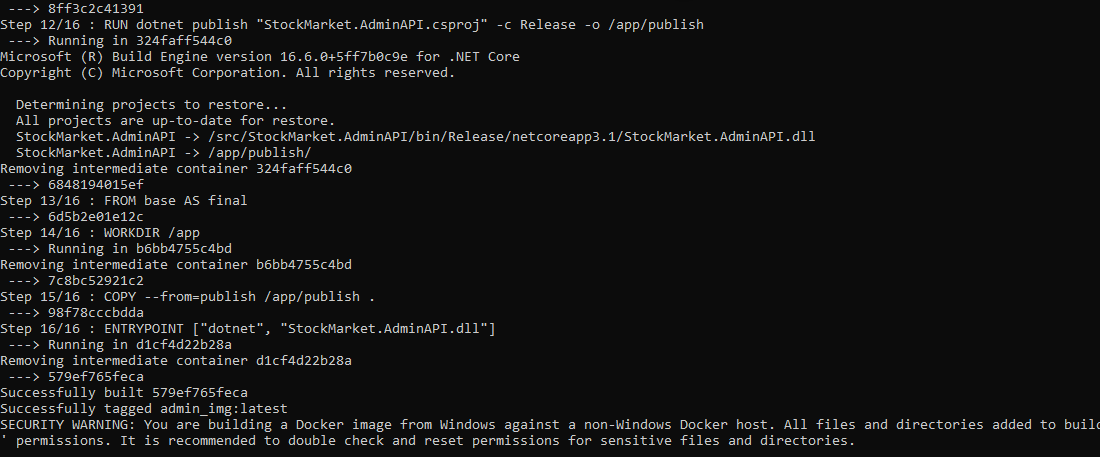 ---> 8ff3c2c41391
Step 12/16 : RUN dotnet publish "StockMarket.AdminAPI.csproj" -c Release -o /app/publish
---> Running in 324faff544c0
Microsoft (R) Build Engine version 16.6.0+5ff7b0c9e for .NET Core
Copyright (C) Microsoft Corporation. All rights reserved.
Determining projects to restore...
All projects are up-to-date for restore.
StockMarket.AdminAPI -> /src/StockMarket.AdminAPI/bin/Release/netcoreapp3.1/StockMarket.AdminAPI.dll
StockMarket.AdminAPI -> /app/publish/
Removing intermediate container 324faff544c0
---> 6848194015ef
Step 13/16 : FROM base AS final
---> 6d5b2e01e12c
Step 14/16 : WORKDIR /app
---> Running in b6bb4755c4bd
Removing intermediate container b6bb4755c4bd
---> 7c8bc52921c2
Step 15/16 : COPY --from=publish /app/publish .
---> 98f78cccbdda
Step 16/16 : ENTRYPOINT ["dotnet", "StockMarket.AdminAPI.dll"]
---> Running in d1cf4d22b28a
Removing intermediate container d1cf4d22b28a
---> 579ef765feca
Successfully built 579ef765feca
Successfully tagged admin_img:latest
SECURITY WARNING: You are building a Docker image from Windows against a non-Windows Docker host. All files and directories added to build
' permissions. It is recommended to double check and reset permissions for sensitive files and directories.